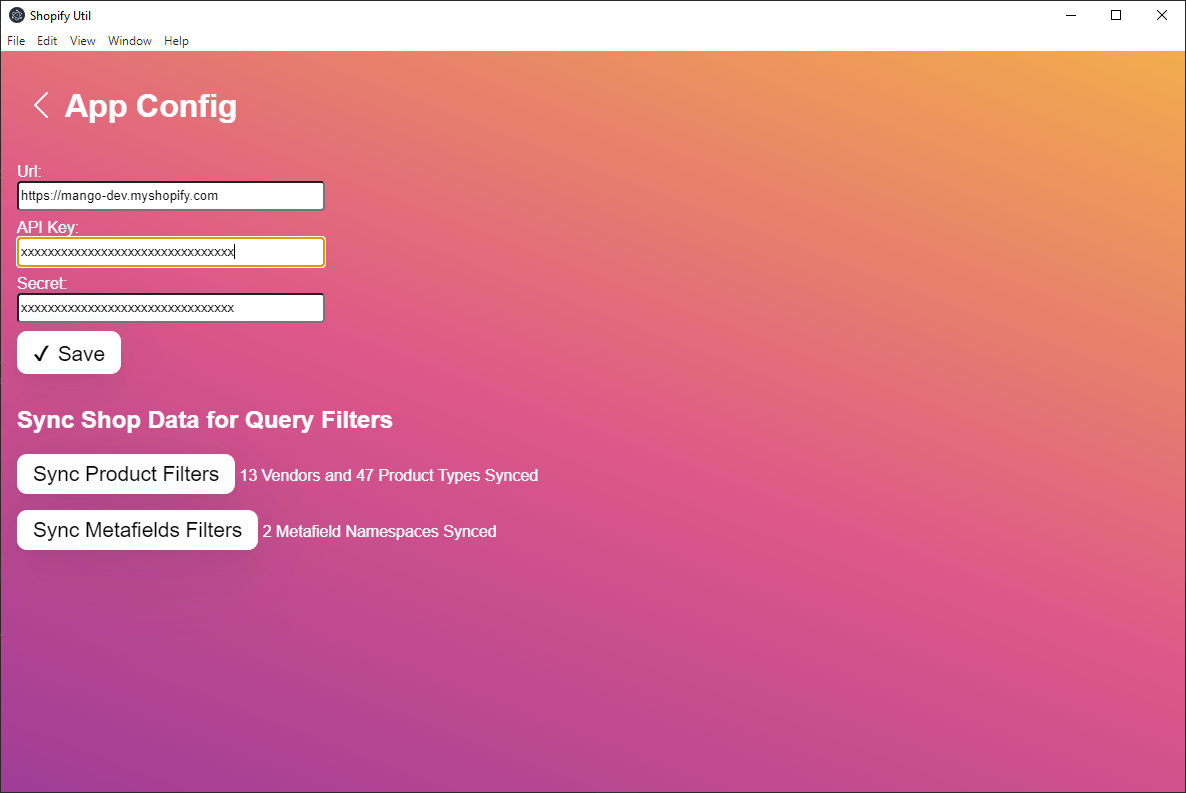 Shopify Util
File Edit View Window Help
App Config
Url:
https://mango-dev.myshopify.com
API Key:
xxxxxxxxxxxxxxxxxxxxxxxxxxxxxxxx
Secret:
xxxxxxxxxxxxxxxxxxxxxxxxxxxxxxxx
✓ Save
Sync Shop Data for Query Filters
Sync Product Filters 13 Vendors and 47 Product Types Synced
Sync Metafields Filters 2 Metafield Namespaces Synced